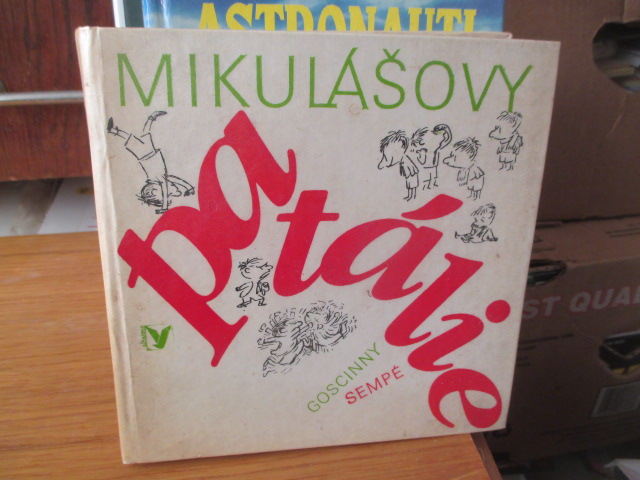 ASTRONAUTI
MIKULÁŠOVY
patálie
GOSCINNY
SEMPÉ
ST QUA